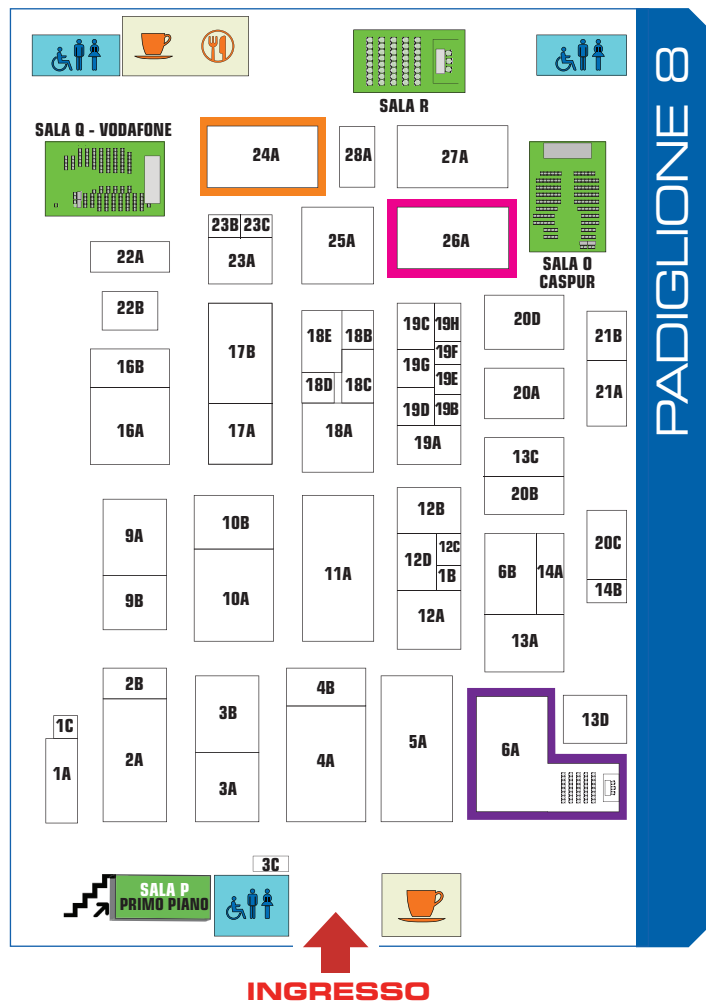 PADIGLIONE 8
SALA R
SALA Q - VODAFONE
24A
28A
27A
23B
23C
25A
26A
22A
23A
SALA O
CASPUR
22B
17B
18E
18B
19C
19H
20D
21B
19F
16B
19G
18D
18C
19E
20A
21A
19D
19B
16A
17A
18A
19A
13C
20B
12B
9A
10B
20C
12C
12D
11A
1B
6B
14A
9B
10A
14B
12A
13A
2B
4B
3B
1C
13D
5A
6A
1A
2A
4A
3A
3C
SALA P
PRIMO PIANO
INGRESSO